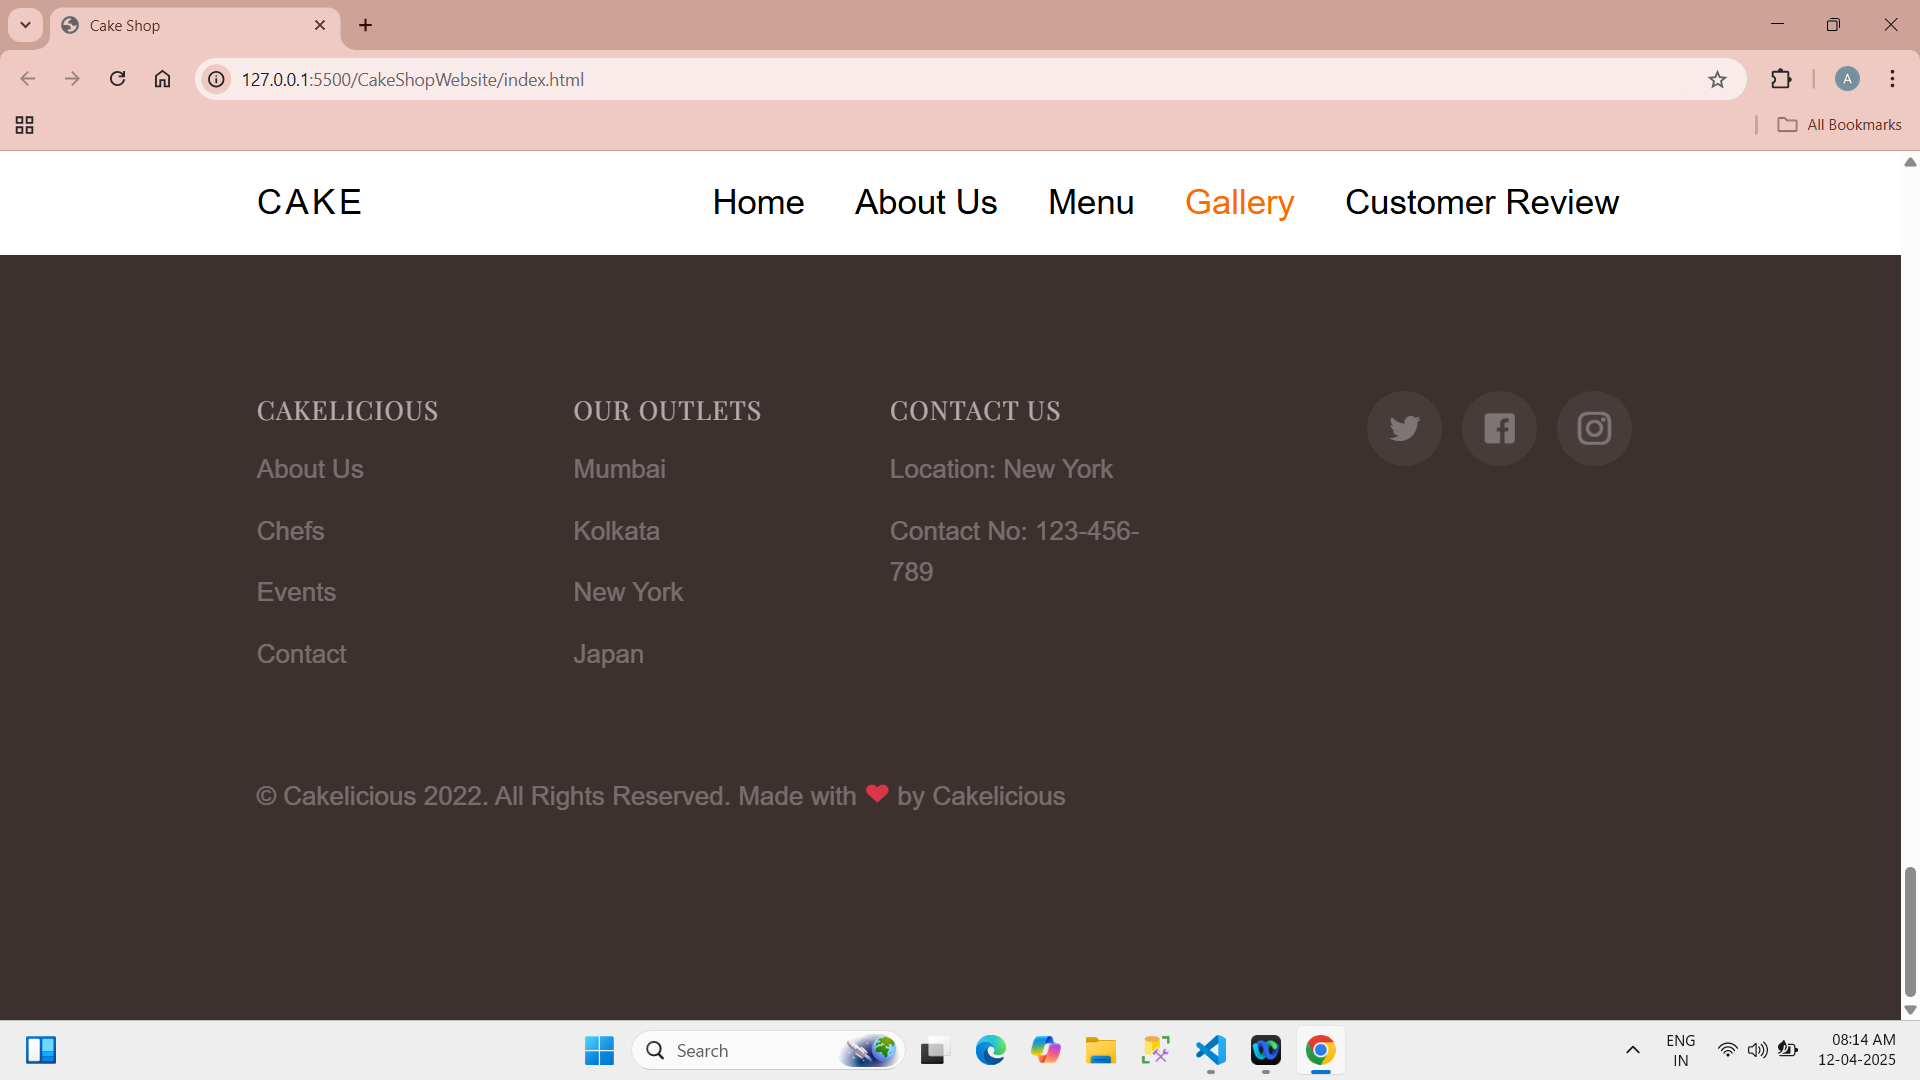 Cake Shop
127.0.0.1:5500/CakeShopWebsite/index.html
A
All Bookmarks
CAKE
Home
About Us
Menu
Gallery
Customer Review
CAKELICIOUS
About Us
Chefs
Events
Contact
OUR OUTLETS
Mumbai
Kolkata
New York
Japan
CONTACT US
Location: New York
Contact No: 123-456-
789
© Cakelicious 2022. All Rights Reserved. Made with ❤ by Cakelicious
Search
ENG
IN
08:14 AM
12-04-2025